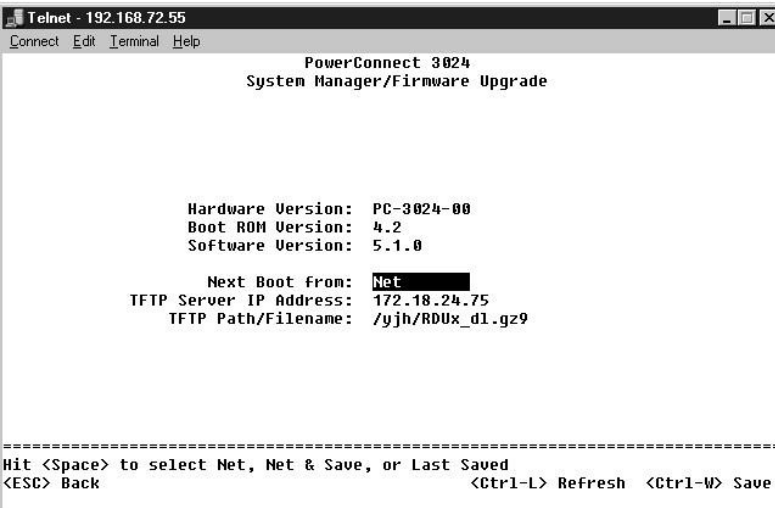 Telnet - 192.168.72.55
Connect Edit Terminal Help
PowerConnect 3024
System Manager/Firmware Upgrade
Hardware Version: PC-3024-00
Boot ROM Version: 4.2
Software Version: 5.1.0
Next Boot from: Net
TFTP Server IP Address: 172.18.24.75
TFTP Path/Filename: /yjh/RDUx_dl.gz9
================================================================================
Hit <Space> to select Net, Net & Save, or Last Saved
<ESC> Back <Ctrl-L> Refresh <Ctrl-W> Save